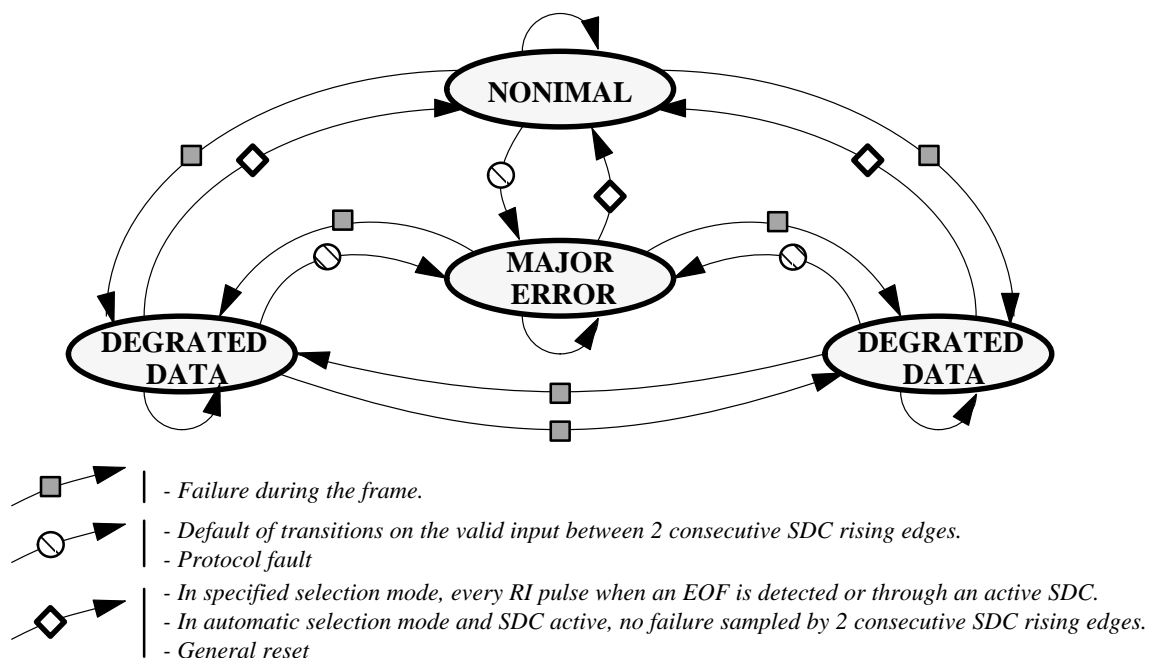 NONIMAL
MAJOR
ERROR
DEGRATED
DATA
DEGRATED
DATA
- Failure during the frame.
- Default of transitions on the valid input between 2 consecutive SDC rising edges.
- Protocol fault
- In specified selection mode, every RI pulse when an EOF is detected or through an active SDC.
- In automatic selection mode and SDC active, no failure sampled by 2 consecutive SDC rising edges.
- General reset